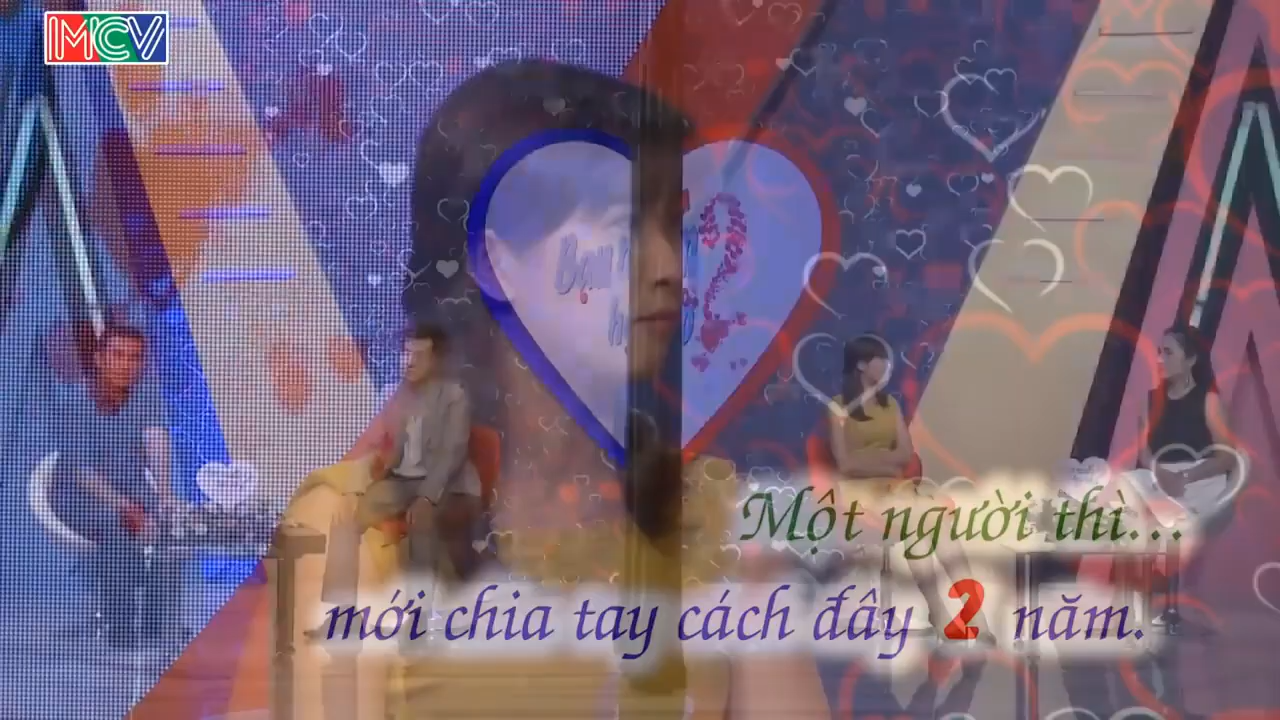 MCV
Một người thì...
mới chia tay cách đây 2 năm.